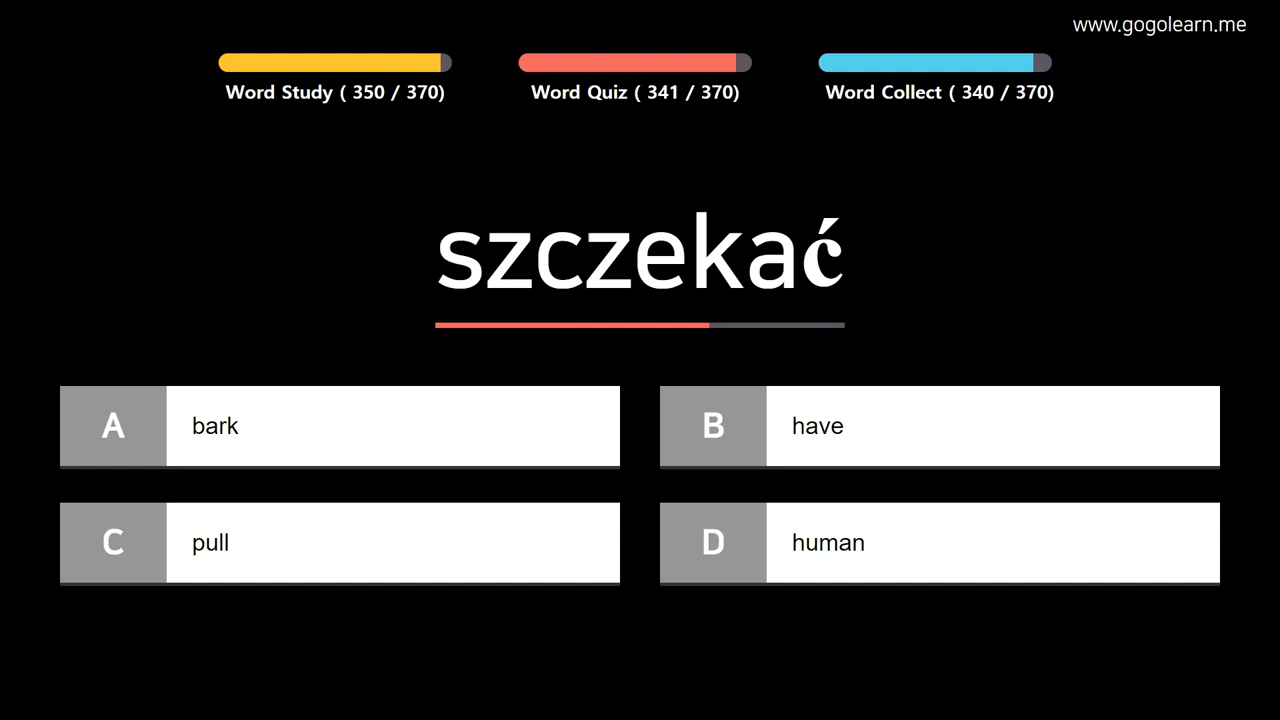 www.gogolearn.me
Word Study ( 350 / 370)
Word Quiz ( 341 / 370)
Word Collect ( 340 / 370)
szczekać
A bark
B have
C pull
D human